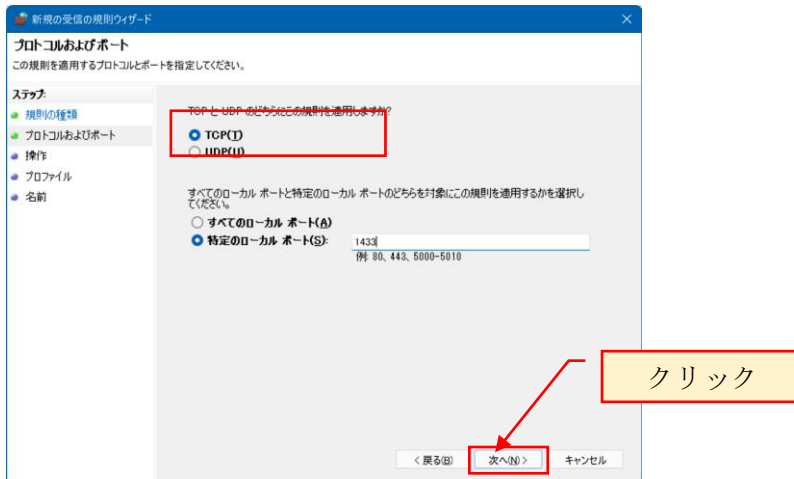 新規の受信の規則ウィザード
プロトコルおよびポート
この規則を適用するプロトコルとポートを指定してください。
ステップ:
規則の種類
プロトコルおよびポート
操作
プロファイル
名前
TCP と UDP のどちらにこの規則を適用しますか?
TCP(T)
UDP(U)
すべてのローカル ポートと特定のローカル ポートのどちらを対象にこの規則を適用するかを選択し
てください。
すべてのローカル ポート(A)
特定のローカル ポート(S):
1433
例: 80、443、5000-5010
クリック
< 戻る(B)
次へ(N) >
キャンセル